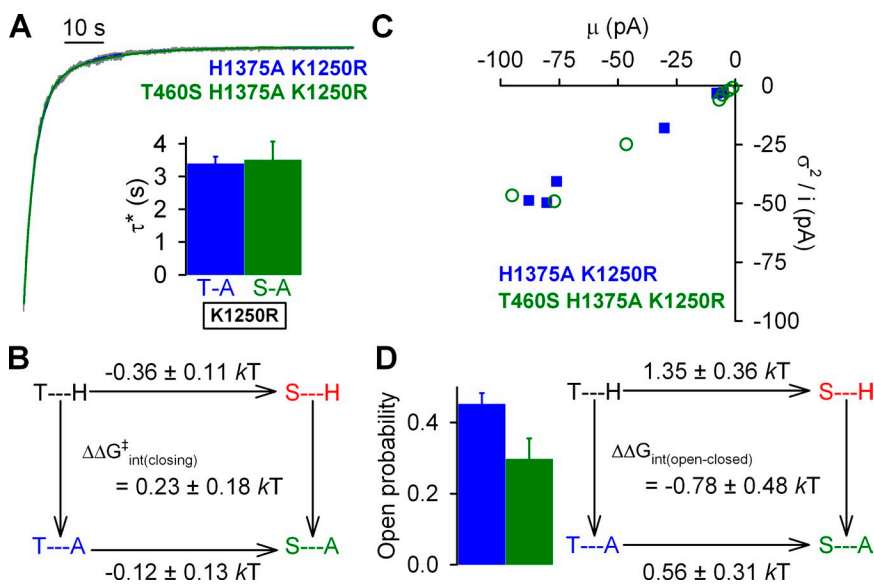 A
10 s
H1375A K1250R
T460S H1375A K1250R
4
3
2
1
0
τ* (s)
T-A S-A
K1250R
C
μ (pA)
-100 -75 -50 -25 0
0
-25
-50
-75
-100
σ² / i (pA)
H1375A K1250R
T460S H1375A K1250R
B
-0.36 ± 0.11 kT
T---H S---H
ΔΔG‡int(closing)
= 0.23 ± 0.18 kT
T---A S---A
-0.12 ± 0.13 kT
D
Open probability
0.4
0.2
0.0
1.35 ± 0.36 kT
T---H S---H
ΔΔGint(open-closed)
= -0.78 ± 0.48 kT
T---A S---A
0.56 ± 0.31 kT